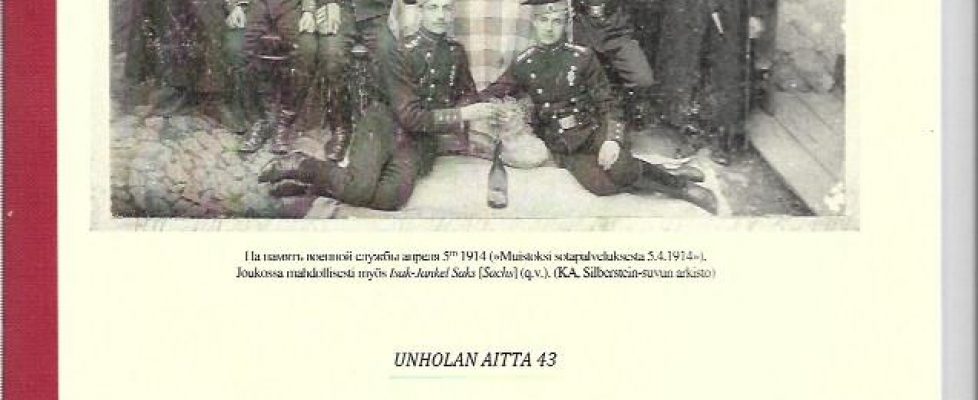 На память военной службы апреля 5го 1914 («Muistoksi sotapalveluksesta 5.4.1914»).
Joukossa mahdollisesti myös Isak-Jankel Saks [Sachs] (q.v.). (KA, Silberstein-suvun arkisto)
UNHOLAN AITTA 43